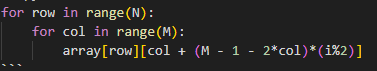 for row in range(N):
    for col in range(M):
        array[row][col + (M - 1 - 2*col)*(i%2)]
```